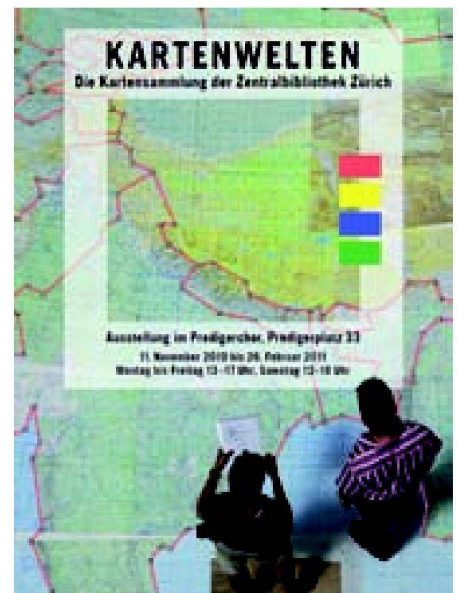 KARTENWELTEN
Die Kartensammlung der Zentralbibliothek Zürich
Ausstellung im Predigerchor, Predigerplatz 33
11. November 2010 bis 26. Februar 2011
Montag bis Freitag 13–17 Uhr, Samstag 13–16 Uhr